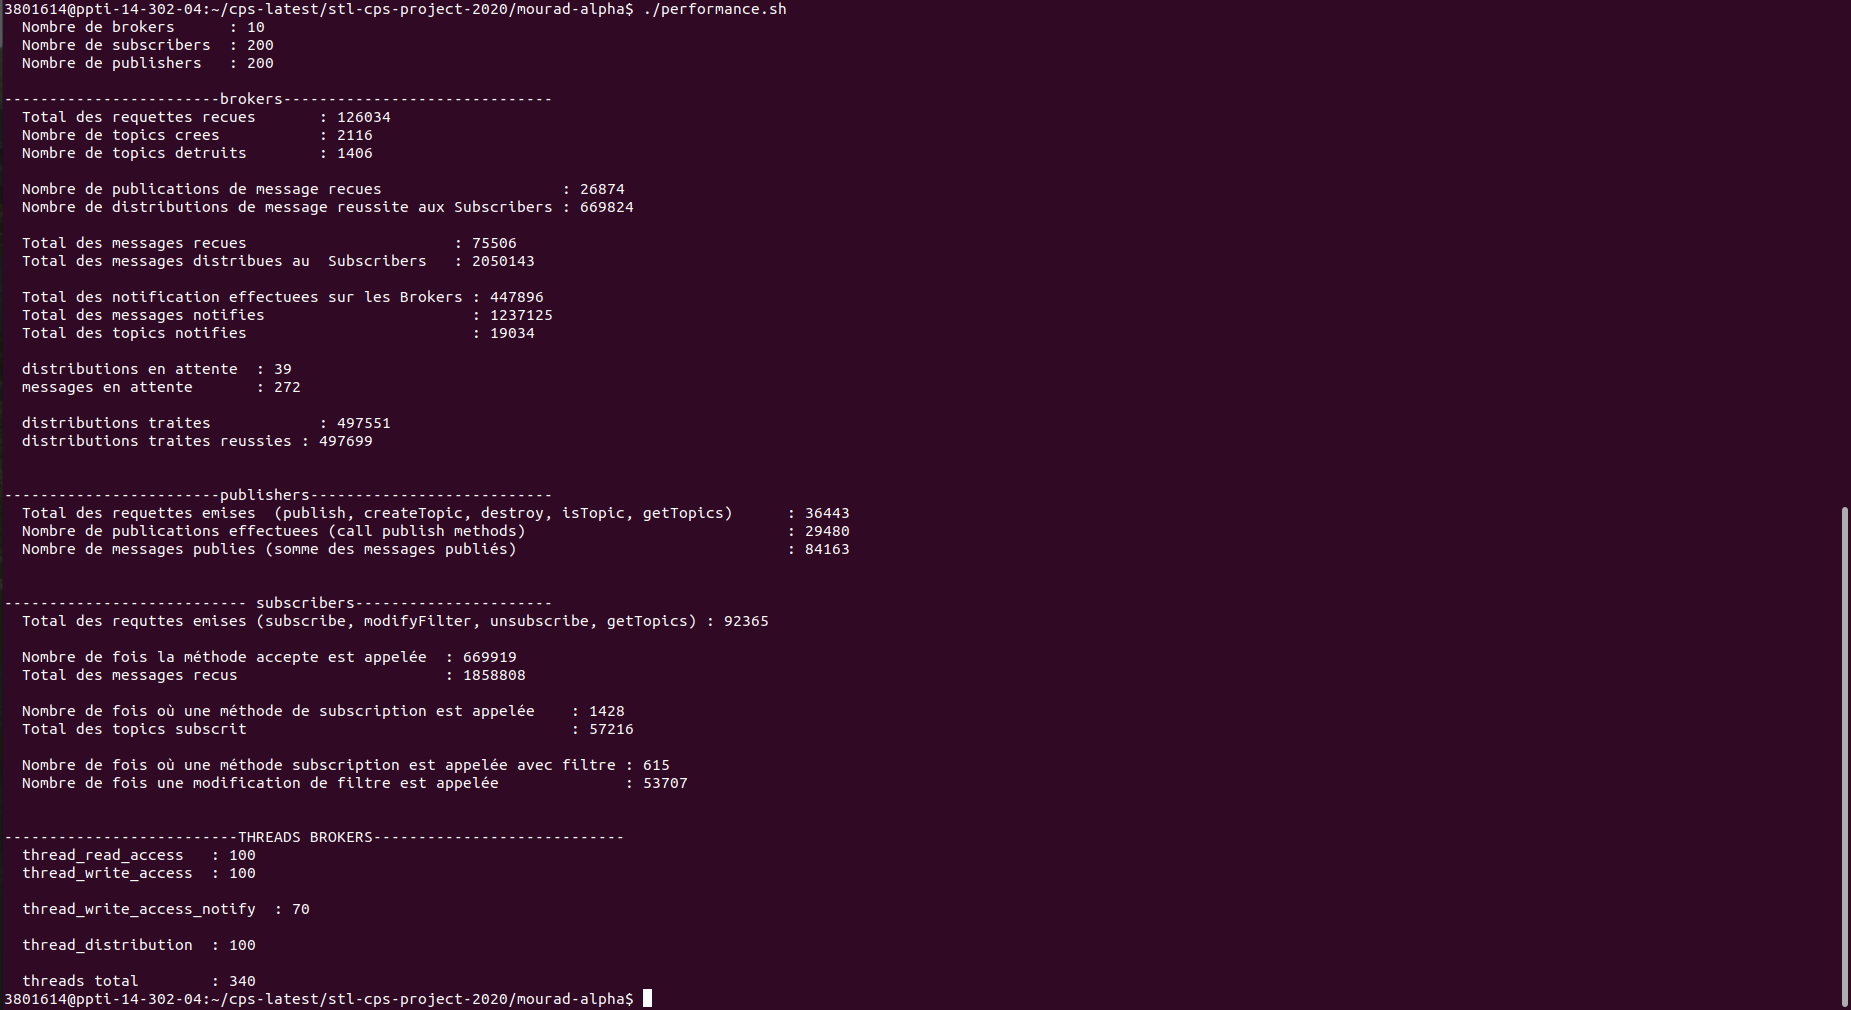 3801614@ppti-14-302-04:~/cps-latest/stl-cps-project-2020/mourad-alpha$ ./performance.sh
  Nombre de brokers      : 10
  Nombre de subscribers  : 200
  Nombre de publishers   : 200

------------------------brokers------------------------------
  Total des requettes recues       : 126034
  Nombre de topics crees           : 2116
  Nombre de topics detruits        : 1406

  Nombre de publications de message recues                    : 26874
  Nombre de distributions de message reussite aux Subscribers : 669824

  Total des messages recues                       : 75506
  Total des messages distribues au  Subscribers   : 2050143

  Total des notification effectuees sur les Brokers : 447896
  Total des messages notifies                       : 1237125
  Total des topics notifies                         : 19034

  distributions en attente  : 39
  messages en attente       : 272

  distributions traites            : 497551
  distributions traites reussies : 497699


------------------------publishers---------------------------
  Total des requettes emises  (publish, createTopic, destroy, isTopic, getTopics)      : 36443
  Nombre de publications effectuees (call publish methods)                             : 29480
  Nombre de messages publies (somme des messages publiés)                              : 84163


--------------------------- subscribers----------------------
  Total des requttes emises (subscribe, modifyFilter, unsubscribe, getTopics) : 92365

  Nombre de fois la méthode accepte est appelée  : 669919
  Total des messages recus                       : 1858808

  Nombre de fois où une méthode de subscription est appelée    : 1428
  Total des topics subscrit                                    : 57216

  Nombre de fois où une méthode subscription est appelée avec filtre : 615
  Nombre de fois une modification de filtre est appelée              : 53707


--------------------------THREADS BROKERS----------------------------
  thread_read_access   : 100
  thread_write_access  : 100

  thread_write_access_notify  : 70

  thread_distribution  : 100

  threads total        : 340
3801614@ppti-14-302-04:~/cps-latest/stl-cps-project-2020/mourad-alpha$